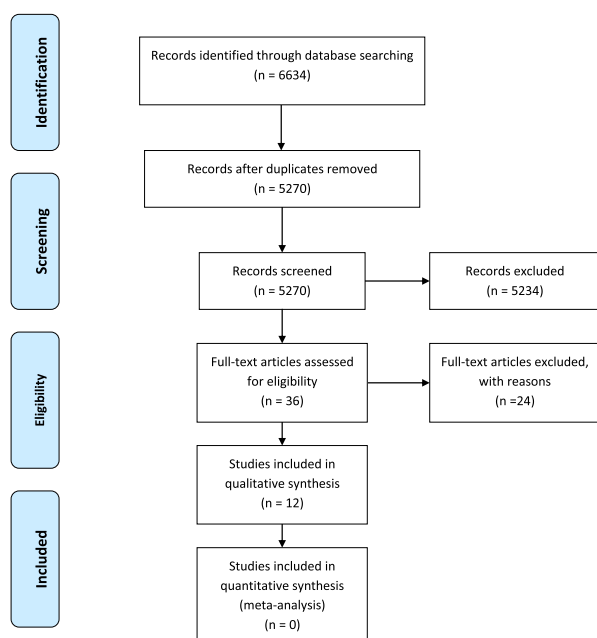 Identification
Records identified through database searching
(n = 6634)
Records after duplicates removed
(n = 5270)
Screening
Records screened
(n = 5270)
Records excluded
(n = 5234)
Eligibility
Full-text articles assessed
for eligibility
(n = 36)
Full-text articles excluded,
with reasons
(n =24)
Studies included in
qualitative synthesis
(n = 12)
Included
Studies included in
quantitative synthesis
(meta-analysis)
(n = 0)